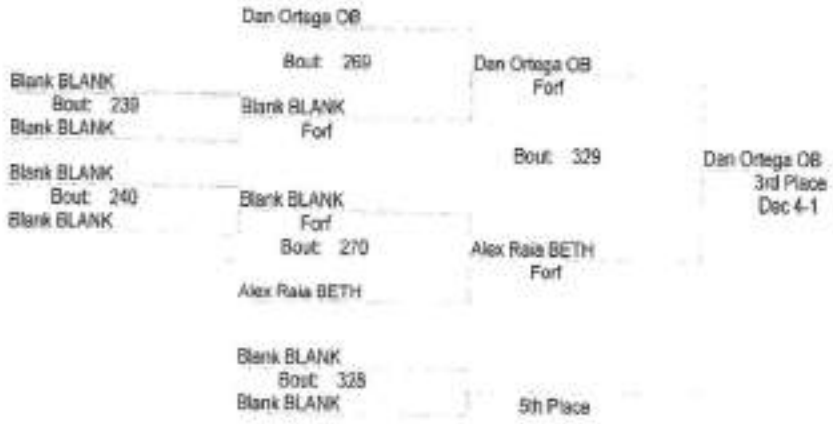 Dan Ortega OB
Bout: 269
Dan Ortega OB
Forf
Blank BLANK
Bout: 239
Blank BLANK
Blank BLANK
Forf
Bout: 329
Dan Ortega OB
3rd Place
Dec 4-1
Blank BLANK
Bout: 240
Blank BLANK
Blank BLANK
Forf
Bout: 270
Alex Raia BETH
Alex Raia BETH
Forf
Blank BLANK
Bout: 328
Blank BLANK
5th Place